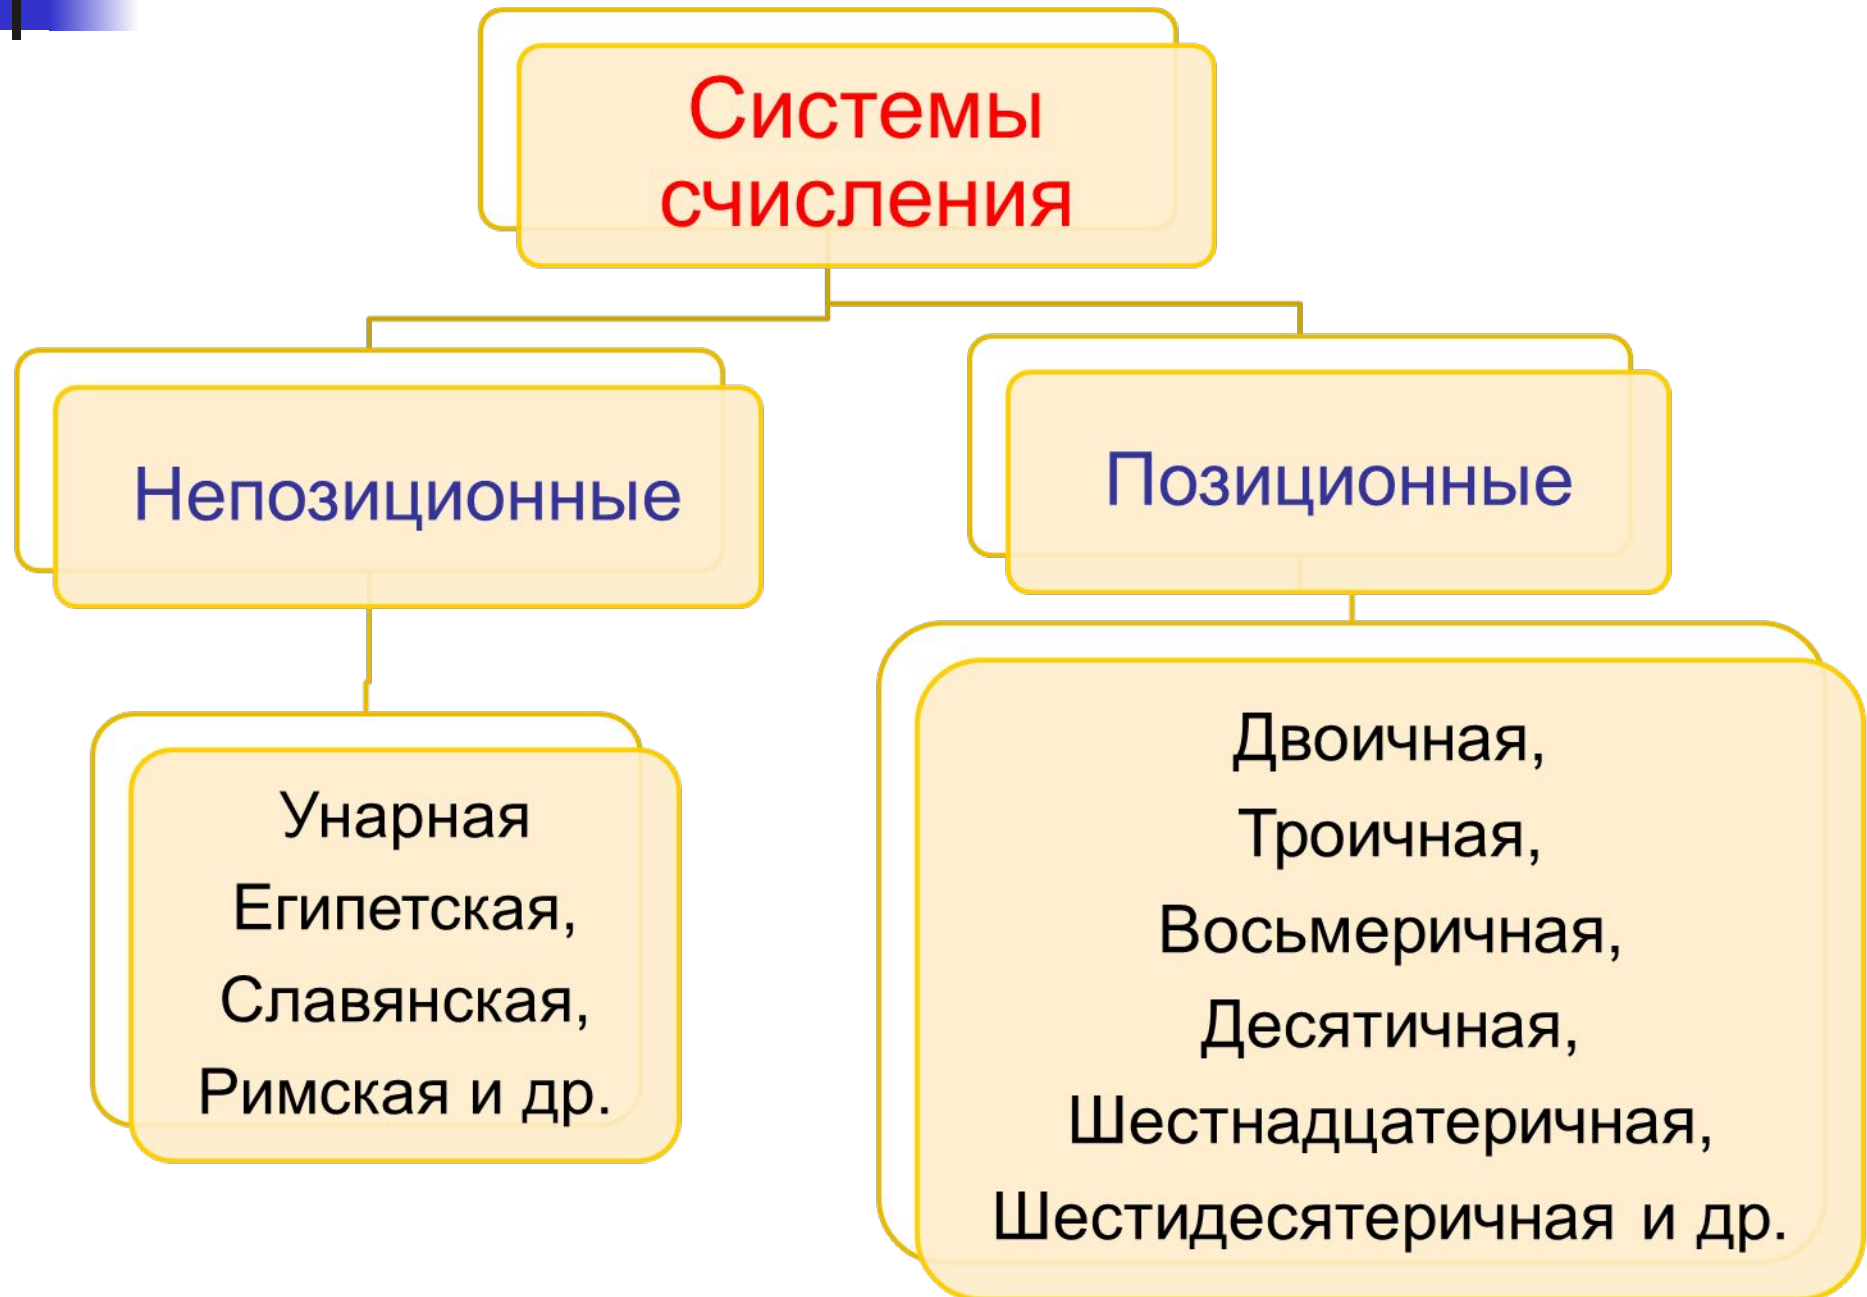 Системы
счисления
Непозиционные
Позиционные
Унарная
Египетская,
Славянская,
Римская и др.
Двоичная,
Троичная,
Восьмеричная,
Десятичная,
Шестнадцатеричная,
Шестидесятеричная и др.